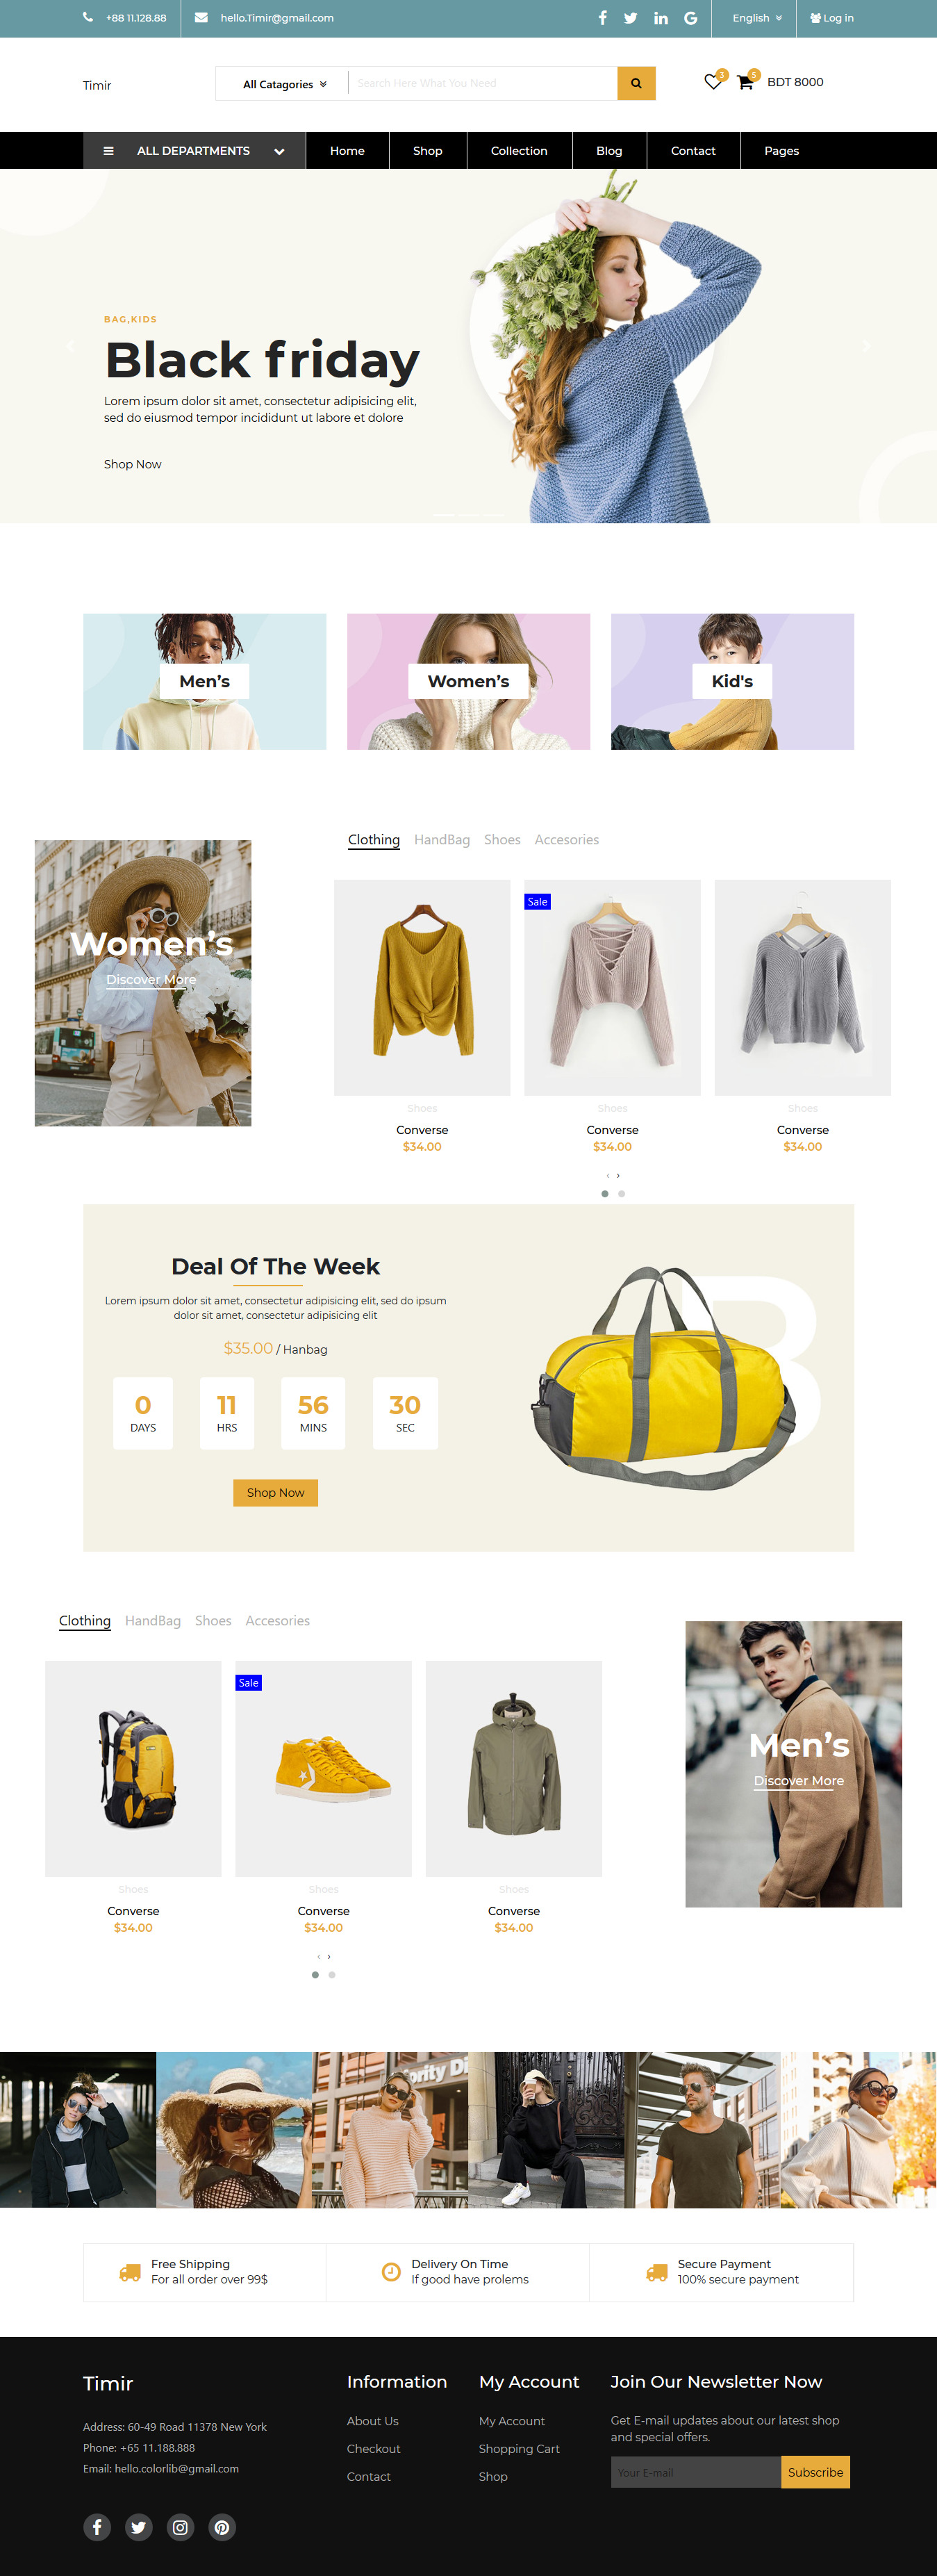 +88 11.128.88
hello.Timir@gmail.com
English
Log in
Timir
All Catagories
Search Here What You Need
3
5
BDT 8000
ALL DEPARTMENTS
Home
Shop
Collection
Blog
Contact
Pages
BAG,KIDS
Black friday
Lorem ipsum dolor sit amet, consectetur adipisicing elit,
sed do eiusmod tempor incididunt ut labore et dolore
Shop Now
Men’s
Women’s
Kid's
Women’s
Discover More
Clothing HandBag Shoes Accesories
Sale
Shoes
Converse
$34.00
Shoes
Converse
$34.00
Shoes
Converse
$34.00
Deal Of The Week
Lorem ipsum dolor sit amet, consectetur adipisicing elit, sed do ipsum
dolor sit amet, consectetur adipisicing elit
$35.00 / Hanbag
0
DAYS
11
HRS
56
MINS
30
SEC
Shop Now
B
Clothing HandBag Shoes Accesories
Sale
Shoes
Converse
$34.00
Shoes
Converse
$34.00
Shoes
Converse
$34.00
Men’s
Discover More
Free Shipping
For all order over 99$
Delivery On Time
If good have prolems
Secure Payment
100% secure payment
Timir
Address: 60-49 Road 11378 New York
Phone: +65 11.188.888
Email: hello.colorlib@gmail.com
Information
About Us
Checkout
Contact
My Account
My Account
Shopping Cart
Shop
Join Our Newsletter Now
Get E-mail updates about our latest shop
and special offers.
Your E-mail
Subscribe